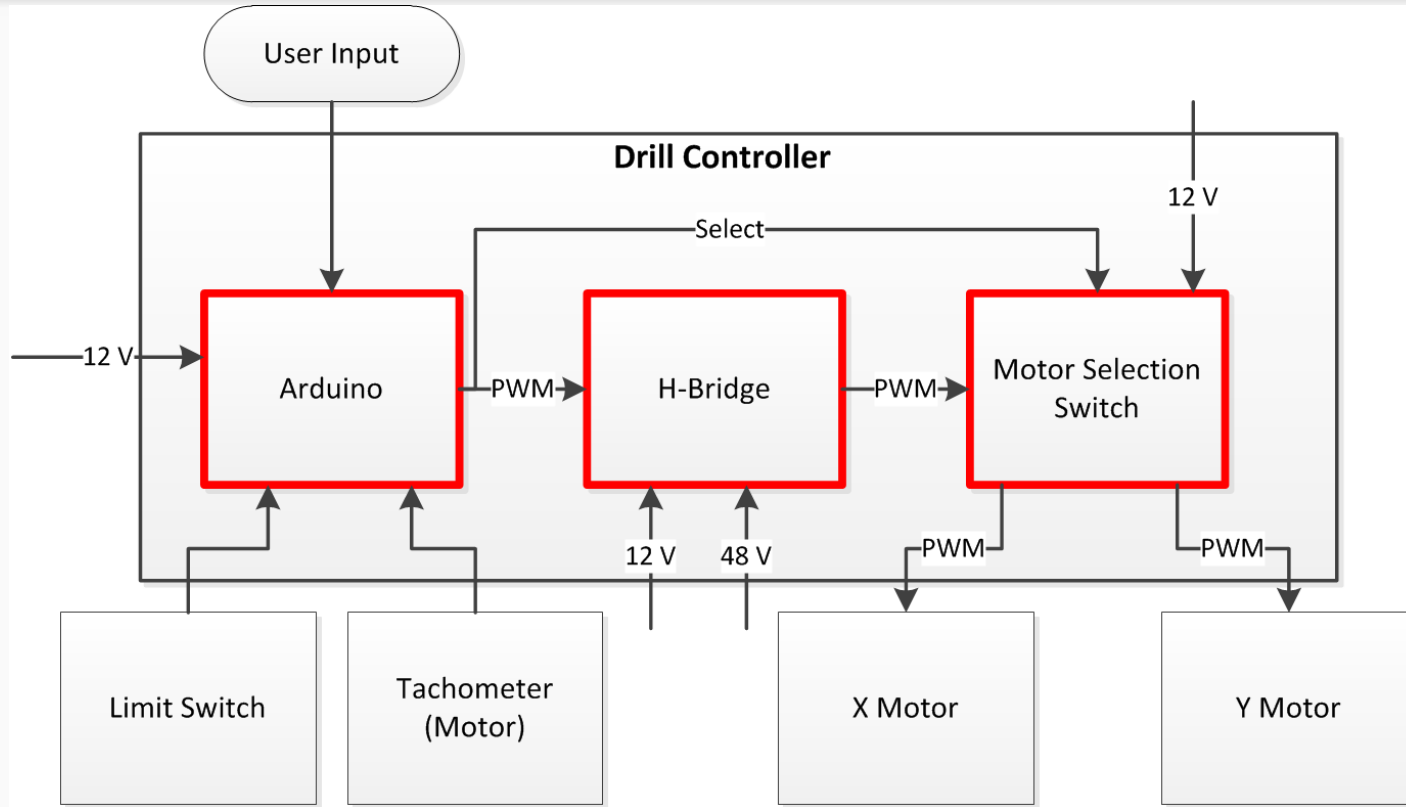 User Input
Drill Controller
12 V
Select
12 V
Arduino
PWM
H-Bridge
PWM
Motor Selection
Switch
12 V
48 V
PWM
PWM
Limit Switch
Tachometer
(Motor)
X Motor
Y Motor